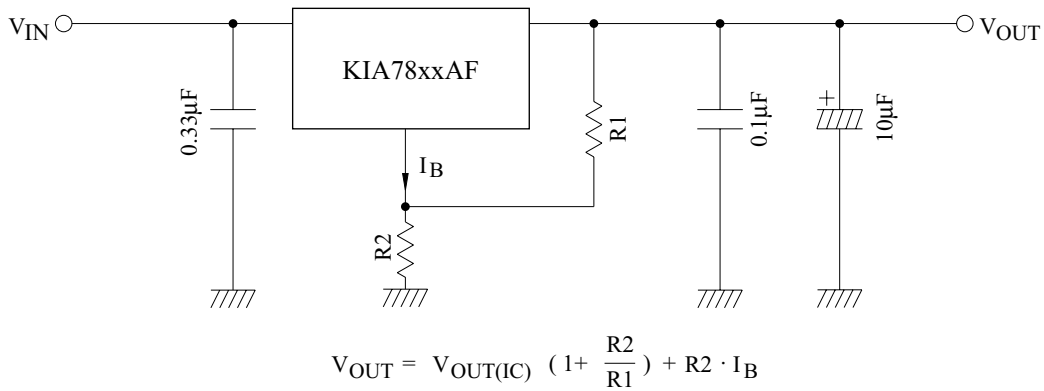 V_IN
KIA78xxAF
V_OUT
0.33μF
I_B
R1
R2
0.1μF
+
10μF
V_OUT = V_OUT(IC) (1+ R2/R1) + R2 · I_B